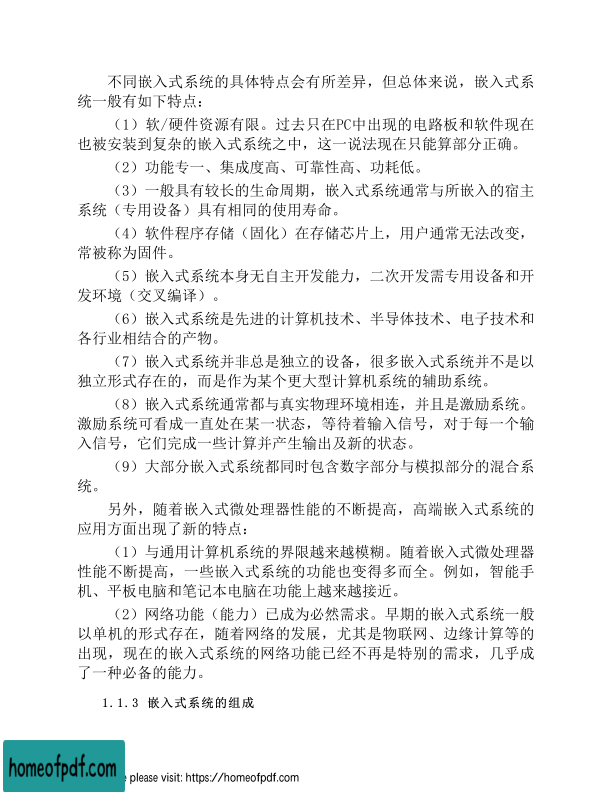 不同嵌入式系统的具体特点会有所差异，但总体来说，嵌入式系
统一般有如下特点：
（1）软/硬件资源有限。过去只在PC中出现的电路板和软件现在
也被安装到复杂的嵌入式系统之中，这一说法现在只能算部分正确。
（2）功能专一、集成度高、可靠性高、功耗低。
（3）一般具有较长的生命周期，嵌入式系统通常与所嵌入的宿主
系统（专用设备）具有相同的使用寿命。
（4）软件程序存储（固化）在存储芯片上，用户通常无法改变，
常被称为固件。
（5）嵌入式系统本身无自主开发能力，二次开发需专用设备和开
发环境（交叉编译）。
（6）嵌入式系统是先进的计算机技术、半导体技术、电子技术和
各行业相结合的产物。
（7）嵌入式系统并非总是独立的设备，很多嵌入式系统并不是以
独立形式存在的，而是作为某个更大型计算机系统的辅助系统。
（8）嵌入式系统通常都与真实物理环境相连，并且是激励系统。
激励系统可看成一直处在某一状态，等待着输入信号，对于每一个输
入信号，它们完成一些计算并产生输出及新的状态。
（9）大部分嵌入式系统都同时包含数字部分与模拟部分的混合系
统。
另外，随着嵌入式微处理器性能的不断提高，高端嵌入式系统的
应用方面出现了新的特点：
（1）与通用计算机系统的界限越来越模糊。随着嵌入式微处理器
性能不断提高，一些嵌入式系统的功能也变得多而全。例如，智能手
机、平板电脑和笔记本电脑在功能上越来越接近。
（2）网络功能（能力）已成为必然需求。早期的嵌入式系统一般
以单机的形式存在，随着网络的发展，尤其是物联网、边缘计算等的
出现，现在的嵌入式系统的网络功能已经不再是特别的需求，几乎成
了一种必备的能力。
1.1.3 嵌入式系统的组成
homeofpdf.com
e please visit: https://homeofpdf.com